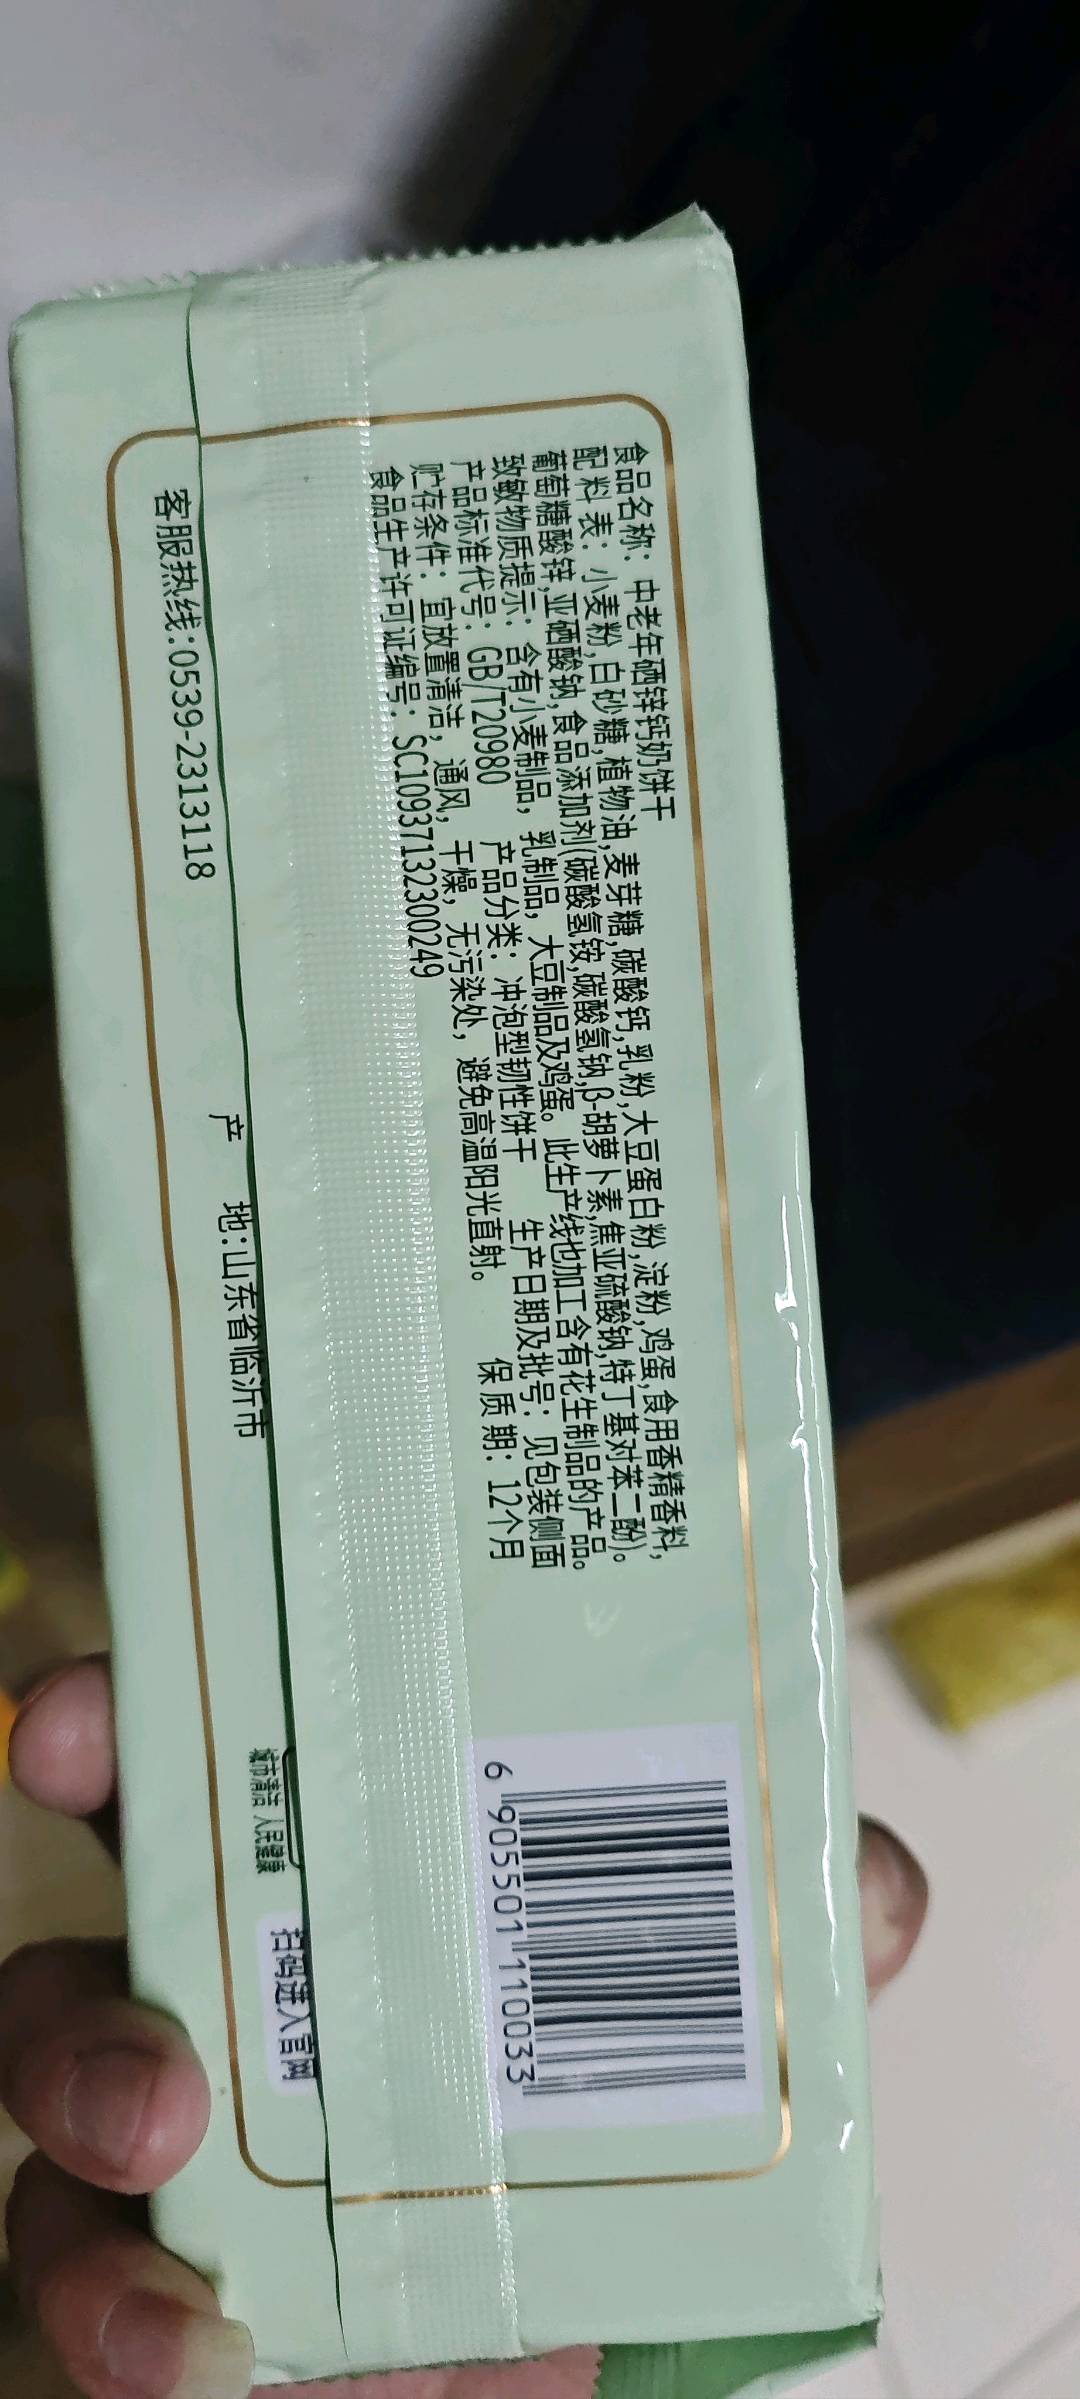 食品名称：中老年硒锌钙奶饼干
配料表：小麦粉,白砂糖,植物油,麦芽糖,碳酸钙,乳粉,大豆蛋白粉,淀粉,鸡蛋,食用香精香料,
葡萄糖酸锌,亚硒酸钠,食品添加剂(碳酸氢铵,碳酸氢钠,β-胡萝卜素,焦亚硫酸钠,特丁基对苯二酚)。
致敏物质提示：含有小麦制品，乳制品，大豆制品及鸡蛋。此生产线也加工含有花生制品的产品。
产品标准代号：GB/T20980 产品分类：冲泡型韧性饼干 生产日期及批号：见包装侧面
贮存条件：宜放置清洁，通风，干燥，无污染处，避免高温阳光直射。 保质期：12个月
食品生产许可证编号：SC10937132300249
6 905501 110033
客服热线:0539-2313118
产 地:山东省临沂市
城市清洁 人民健康
扫码进入官网